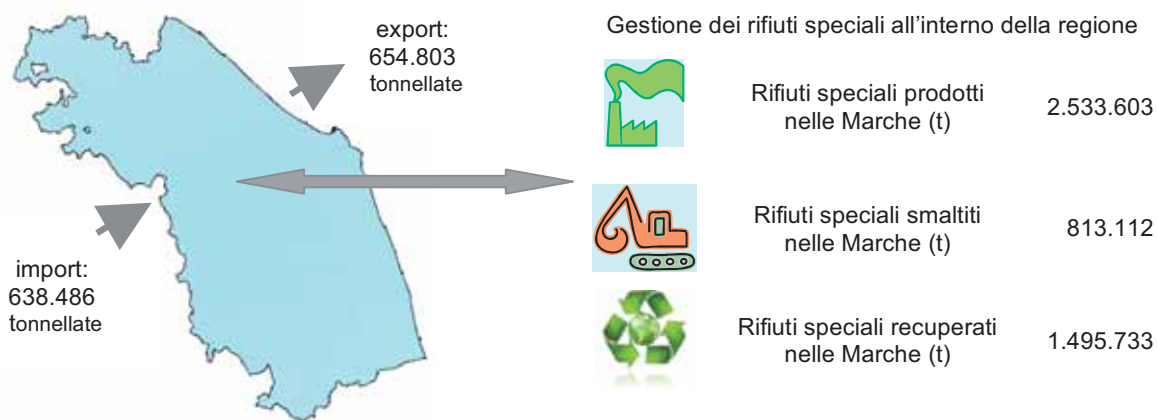 export:
654.803
tonnellate
import:
638.486
tonnellate
Gestione dei rifiuti speciali all'interno della regione
Rifiuti speciali prodotti
nelle Marche (t)
2.533.603
Rifiuti speciali smaltiti
nelle Marche (t)
813.112
Rifiuti speciali recuperati
nelle Marche (t)
1.495.733